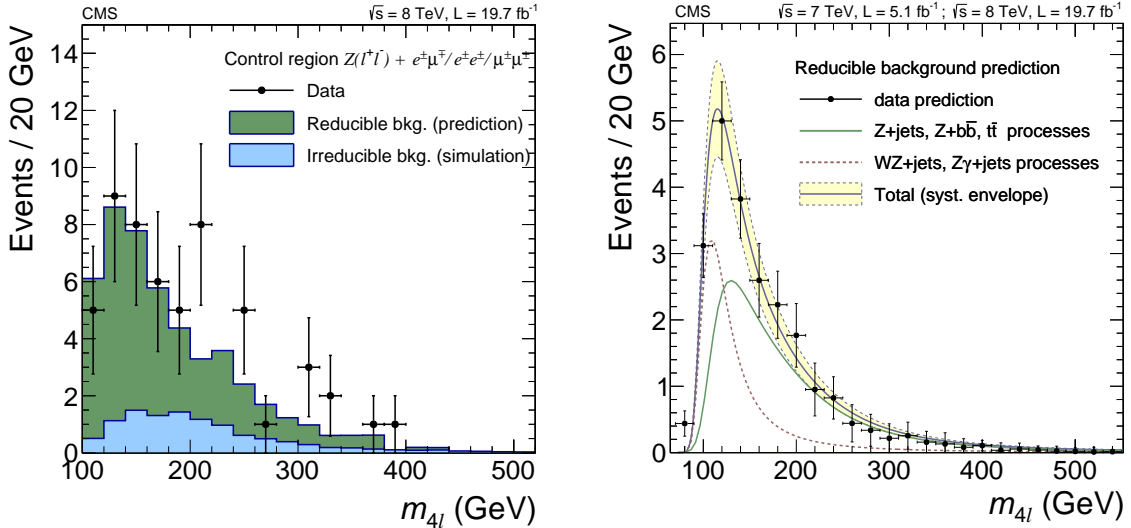 CMS √s = 8 TeV, L = 19.7 fb⁻¹
Control region Z(l⁺l⁻) + e±μ∓/e±e±/μ±μ±
Data
Reducible bkg. (prediction)
Irreducible bkg. (simulation)
Events / 20 GeV
14
12
10
8
6
4
2
0
100 200 300 400 500
m4l (GeV)
CMS √s = 7 TeV, L = 5.1 fb⁻¹ ; √s = 8 TeV, L = 19.7 fb⁻¹
Reducible background prediction
data prediction
Z+jets, Z+bb̅, tt̅ processes
WZ+jets, Zγ+jets processes
Total (syst. envelope)
Events / 20 GeV
6
5
4
3
2
1
0
100 200 300 400 500
m4l (GeV)